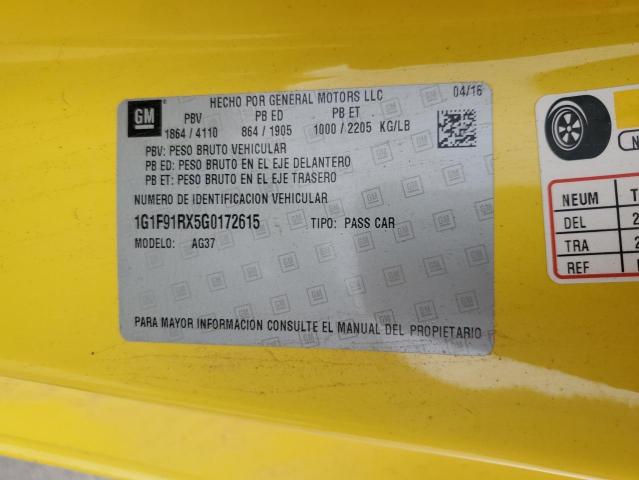 GM
HECHO POR GENERAL MOTORS LLC 04/16
PBV PB ED PB ET
1864 / 4110 864 / 1905 1000 / 2205 KG/LB
PBV: PESO BRUTO VEHICULAR
PB ED: PESO BRUTO EN EL EJE DELANTERO
PB ET: PESO BRUTO EN EL EJE TRASERO
NUMERO DE IDENTIFICACION VEHICULAR
1G1F91RX5G0172615 TIPO: PASS CAR
MODELO: AG37
PARA MAYOR INFORMACION CONSULTE EL MANUAL DEL PROPIETARIO
NEUM T
DEL 2
TRA 2
REF